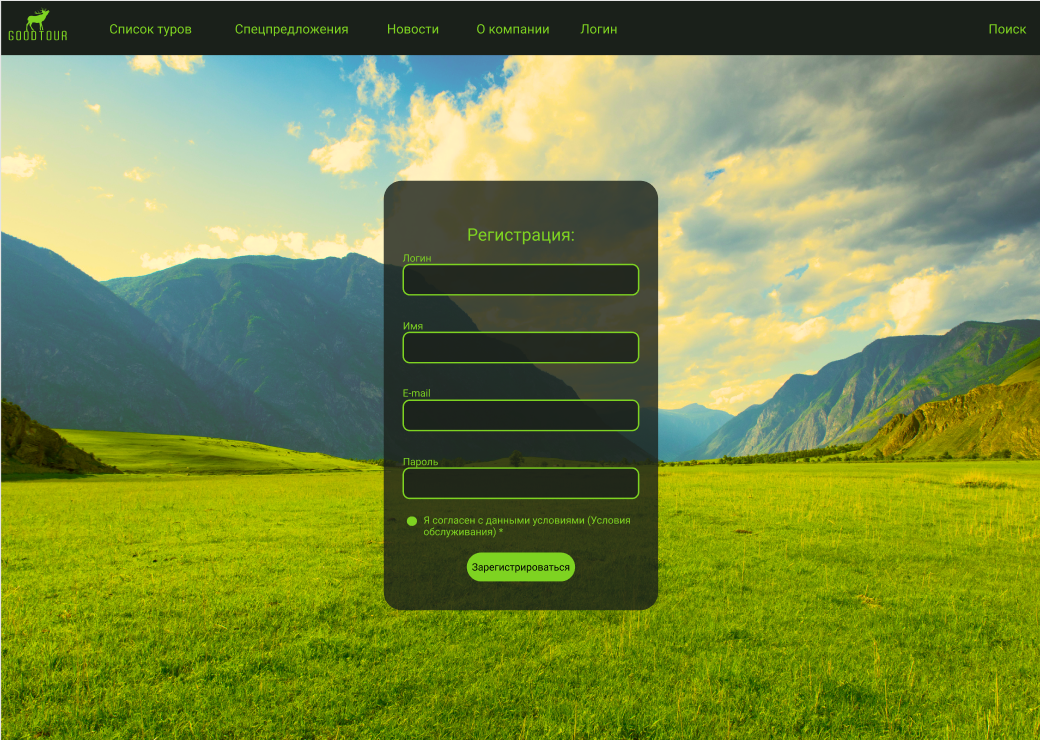 GOODTOUR
Список туров
Спецпредложения
Новости
О компании
Логин
Поиск
Регистрация:
Логин
Имя
E-mail
Пароль
Я согласен с данными условиями (Условия
обслуживания) *
Зарегистрироваться